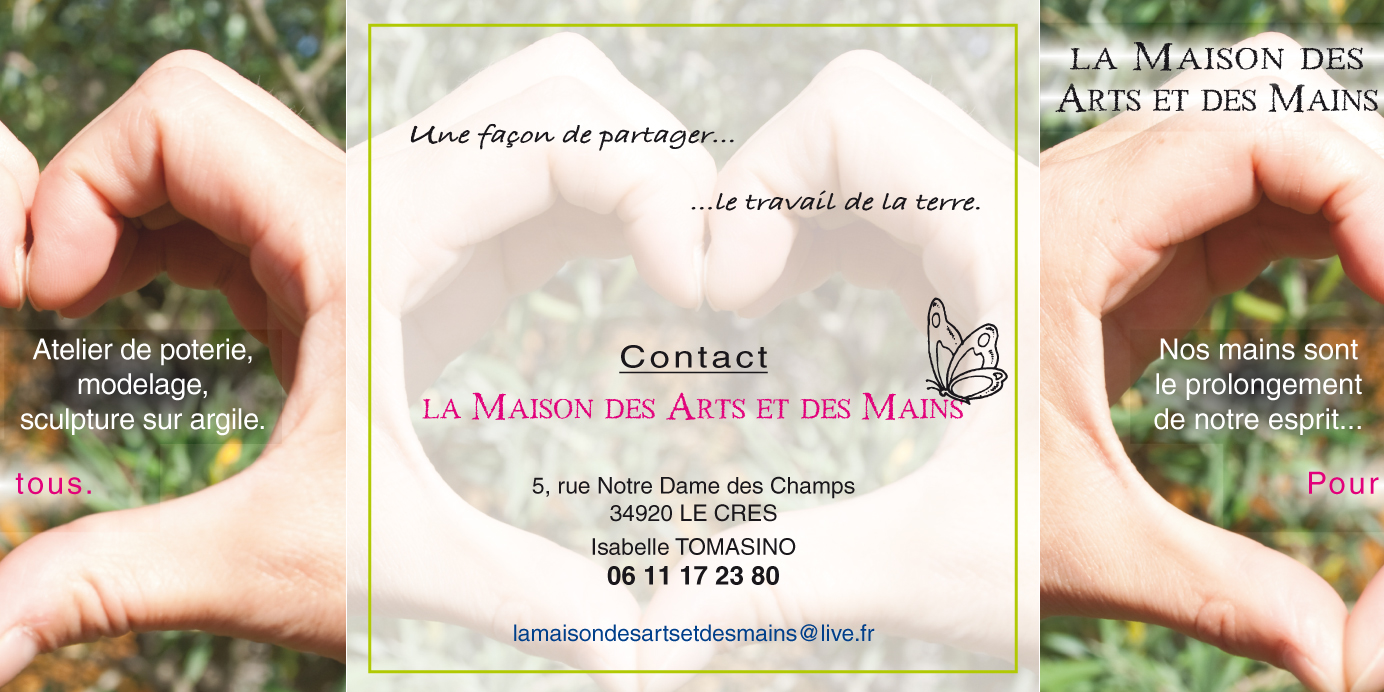 Atelier de poterie,
modelage,
sculpture sur argile.
tous.
Une façon de partager...
...le travail de la terre.
Contact
LA MAISON DES ARTS ET DES MAINS
5, rue Notre Dame des Champs
34920 LE CRES
Isabelle TOMASINO
06 11 17 23 80
lamaisondesartsetdesmains@live.fr
LA MAISON DES
ARTS ET DES MAINS
Nos mains sont
le prolongement
de notre esprit...
Pour